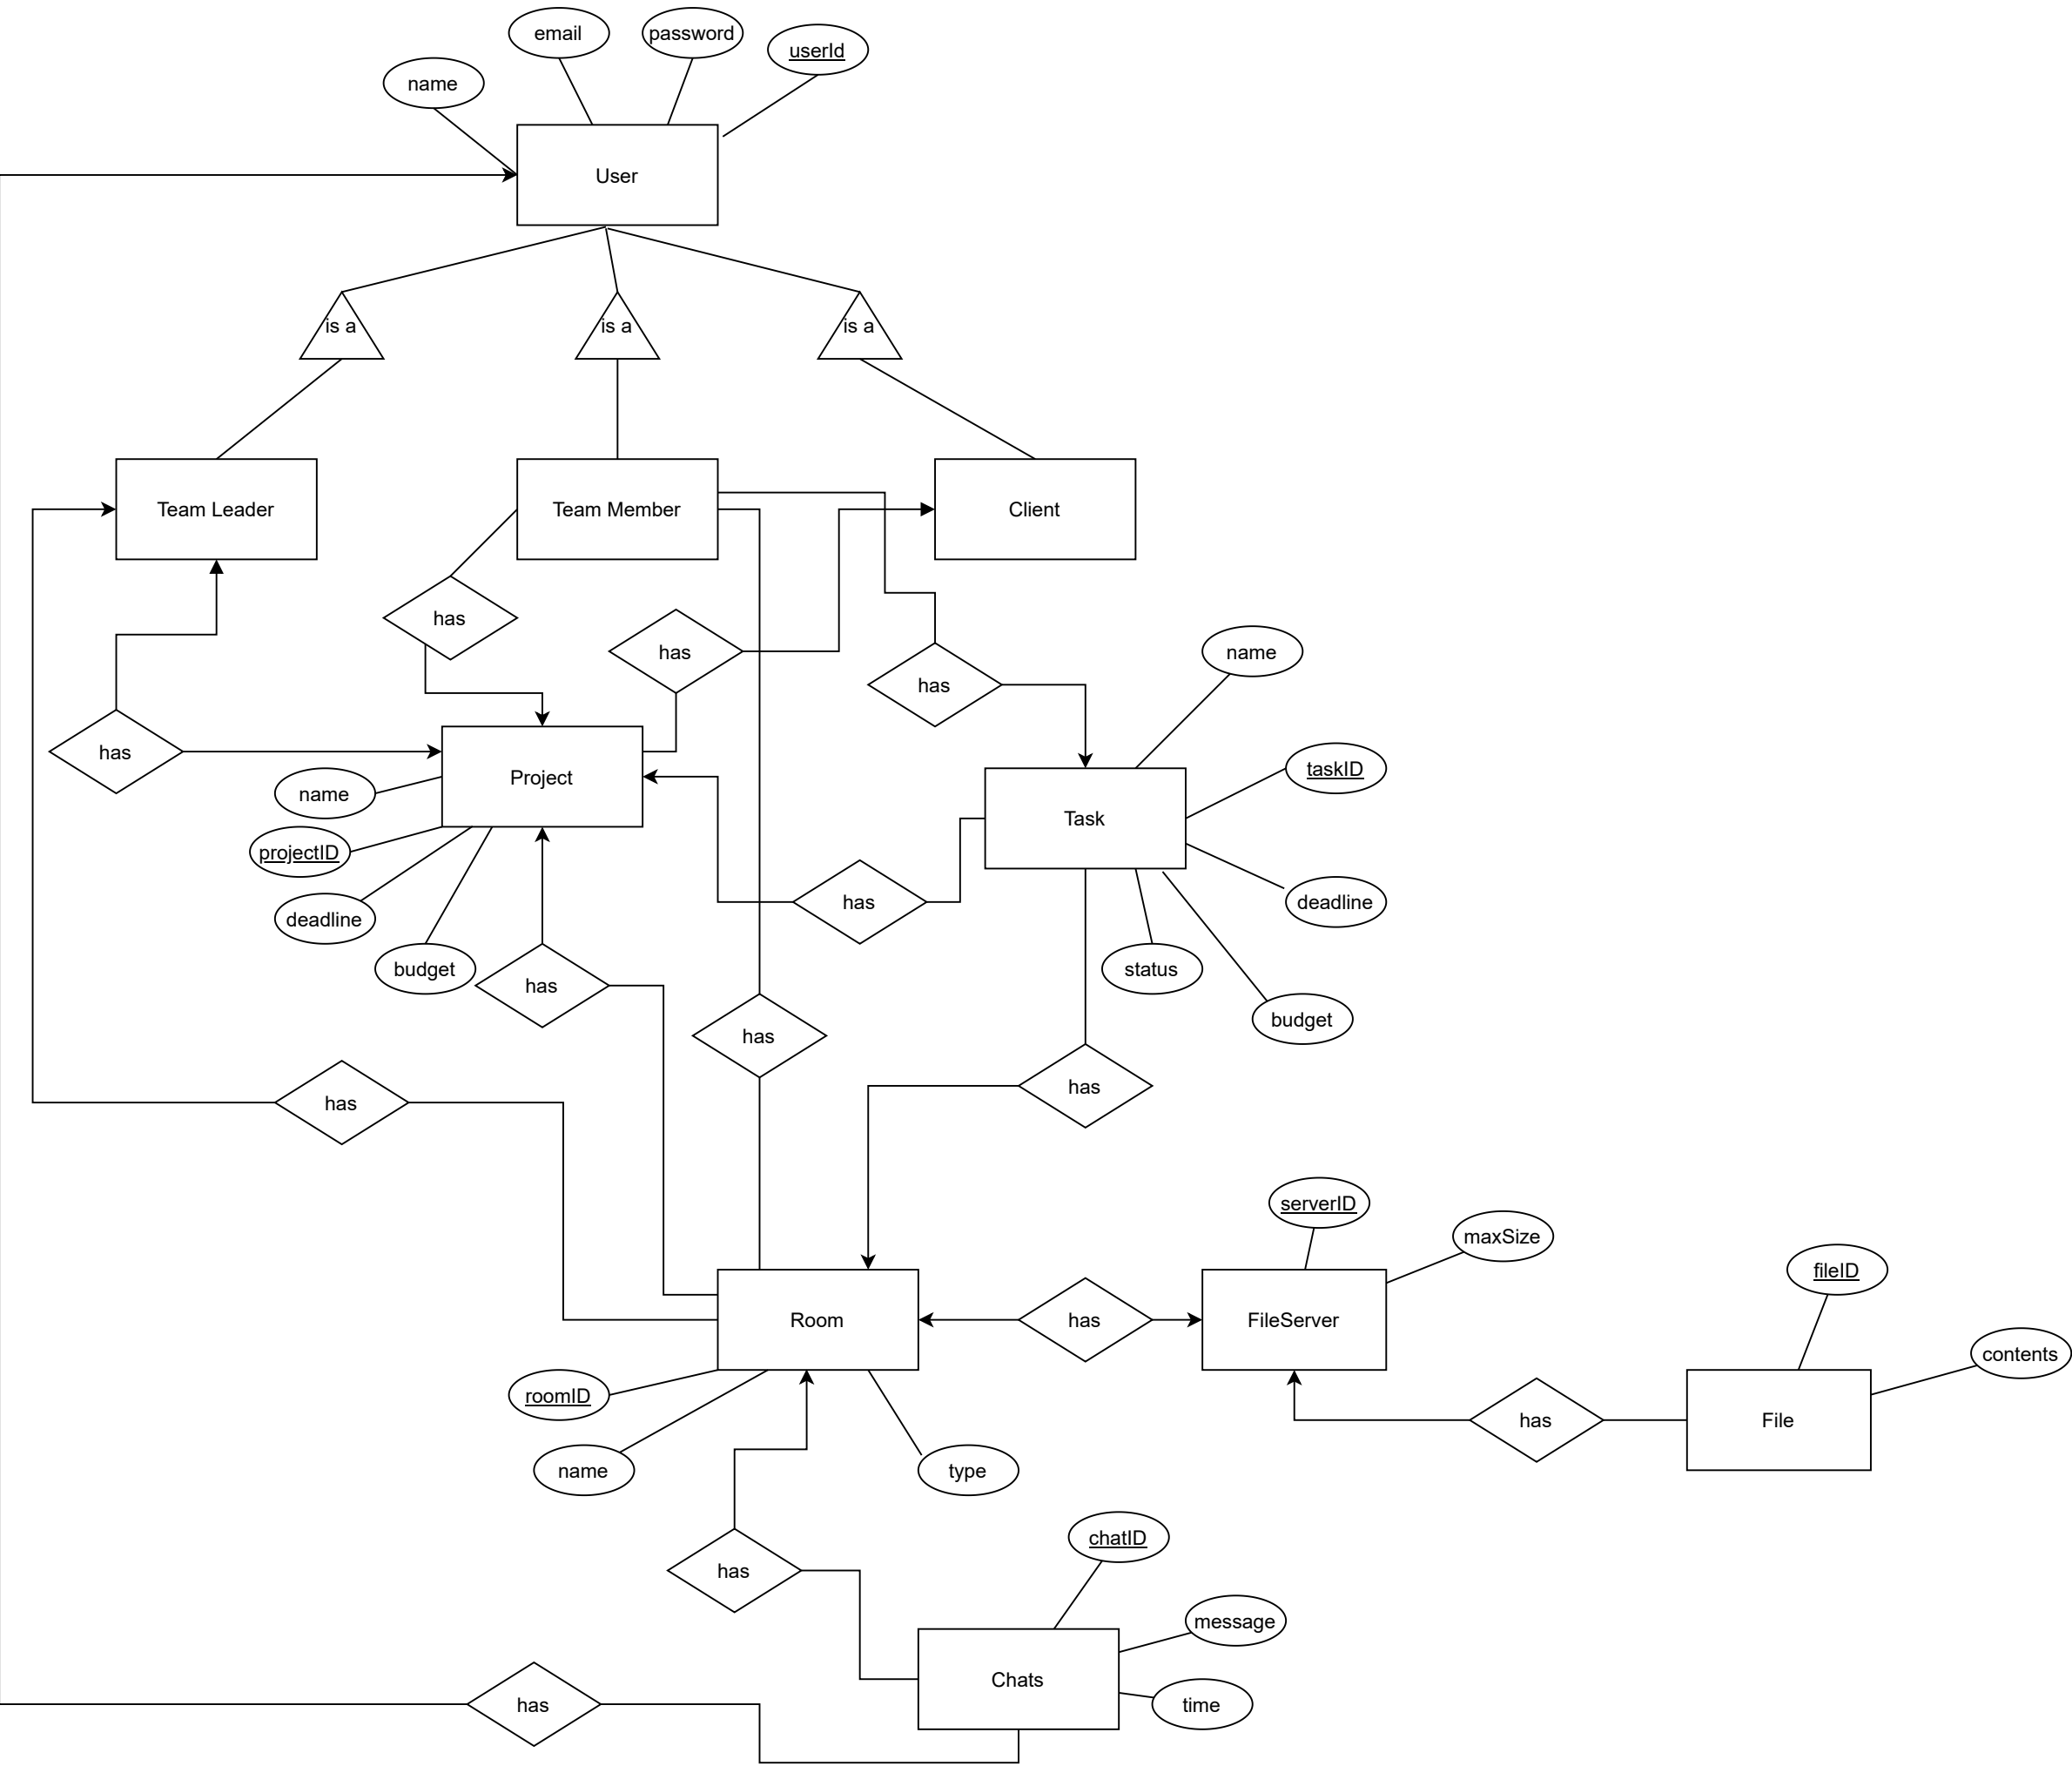 email
password
userId
name
User
is a
is a
is a
Team Leader
Team Member
Client
has
has
has
name
has
Project
taskID
name
Task
projectID
deadline
has
deadline
budget
has
status
has
budget
has
has
serverID
maxSize
fileID
Room
has
FileServer
contents
roomID
has
File
name
type
chatID
has
message
Chats
has
time